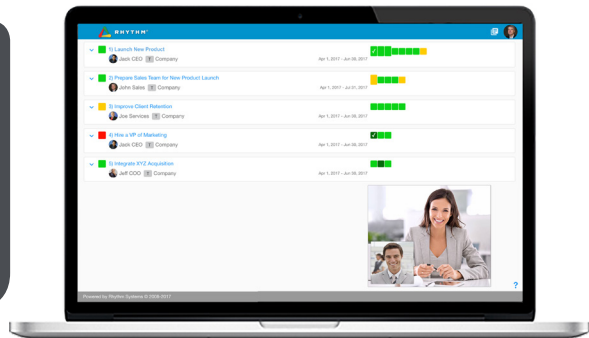 RHYTHM
1) Launch New Product
Jack CEO T Company Apr 1, 2017 - Jun 30, 2017
2) Prepare Sales Team for New Product Launch
John Sales T Company Apr 1, 2017 - Jul 31, 2017
3) Improve Client Retention
Joe Services T Company Apr 1, 2017 - Jun 30, 2017
4) Hire a VP of Marketing
Jack CEO T Company Apr 1, 2017 - Jun 30, 2017
5) Integrate XYZ Acquisition
Jeff COO T Company Apr 1, 2017 - Jun 30, 2017
?
Powered by Rhythm Systems © 2008-2017